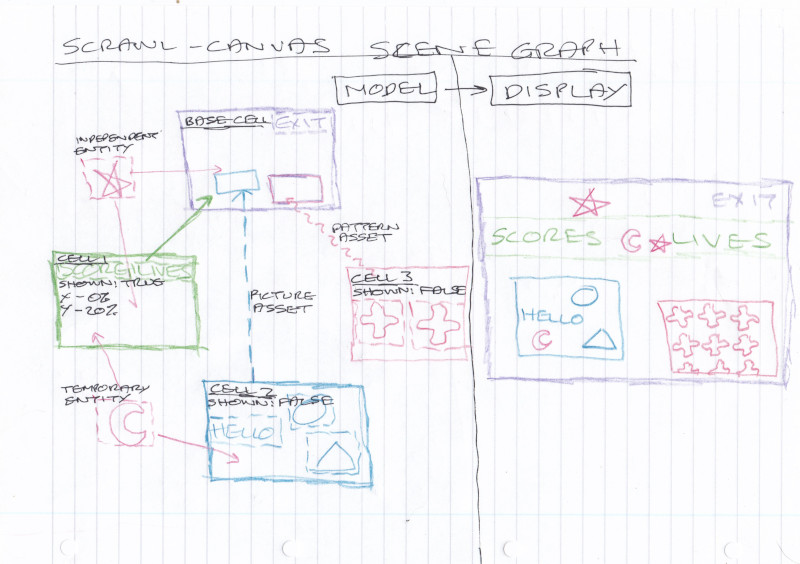 SCRAWL-CANVAS SCENE GRAPH
MODEL → DISPLAY
BASE-CELL EXIT
INDEPENDENT
ENTITY
PATTERN
ASSET
CELL 1
SCORE LIVES
SHOWN: TRUE
X-0%
Y-20%
CELL 3
SHOWN: FALSE
PICTURE
ASSET
TEMPORARY
ENTITY
CELL 2
SHOWN: FALSE
HELLO
EXIT
SCORES LIVES
HELLO